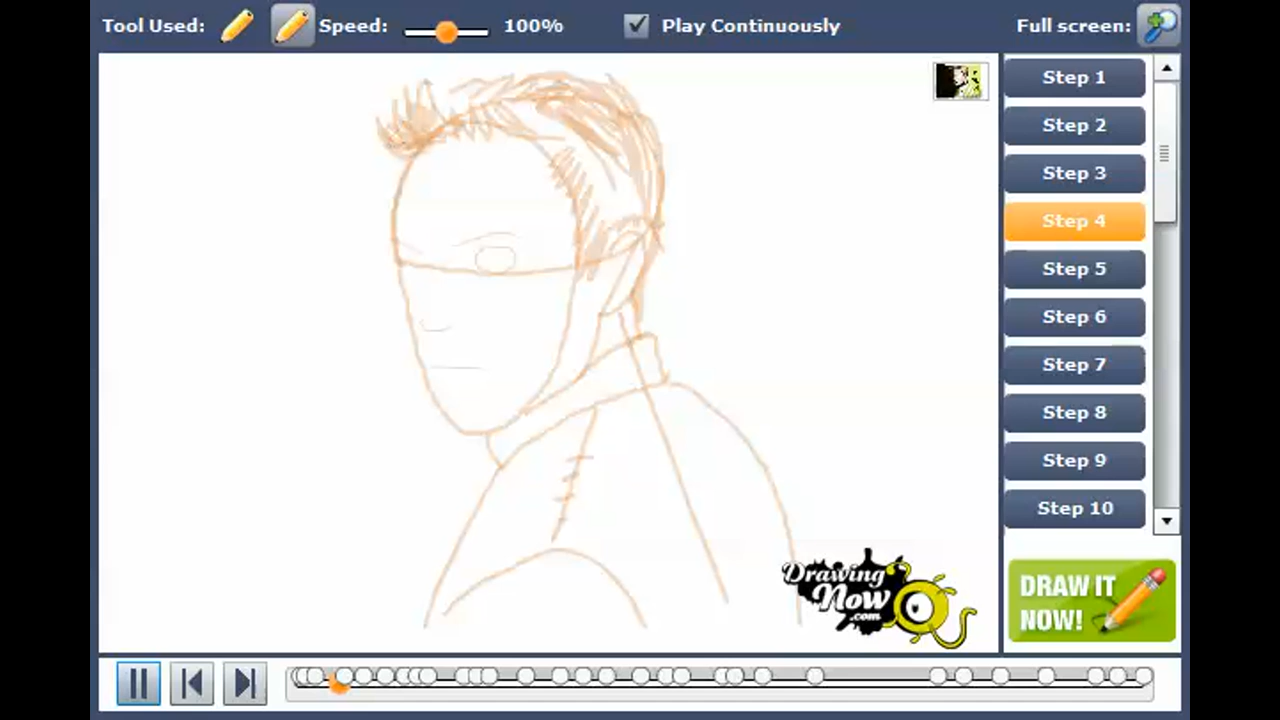 Tool Used:
Speed:
100%
Play Continuously
Full screen:
Step 1
Step 2
Step 3
Step 4
Step 5
Step 6
Step 7
Step 8
Step 9
Step 10
Drawing
Now!
.com
DRAW IT
NOW!